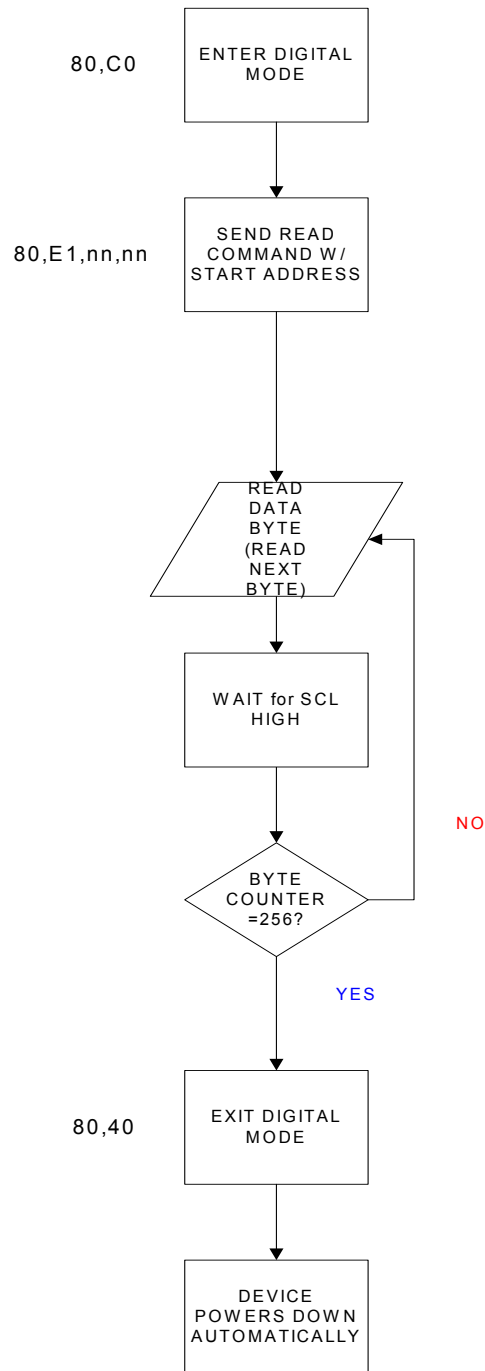 80,C0
ENTER DIGITAL
MODE
80,E1,nn,nn
SEND READ
COMMAND W/
START ADDRESS
READ
DATA
BYTE
(READ
NEXT
BYTE)
WAIT for SCL
HIGH
NO
BYTE
COUNTER
=256?
YES
80,40
EXIT DIGITAL
MODE
DEVICE
POWERS DOWN
AUTOMATICALLY